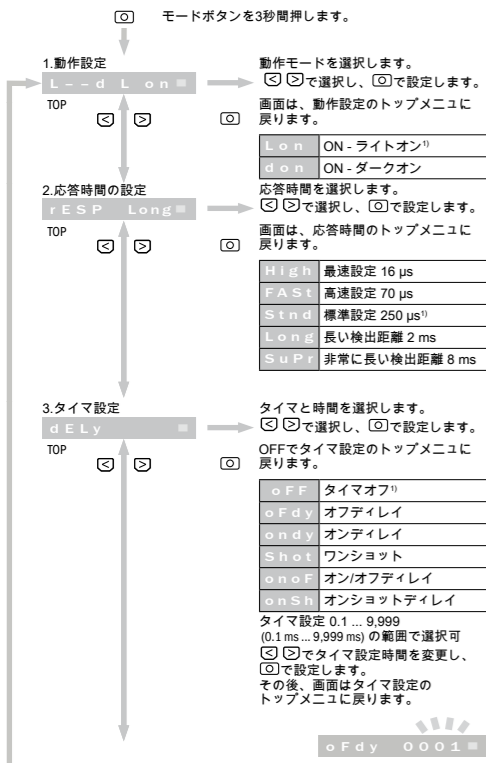 モードボタンを3秒間押します。
1.動作設定
L--d L on
TOP
動作モードを選択します。
で選択し、で設定します。
画面は、動作設定のトップメニューに
戻ります。
Lon ON - ライトオン1)
don ON - ダークオン
2.応答時間の設定
rESP Long
TOP
応答時間を選択します。
で選択し、で設定します。
画面は、応答時間のトップメニューに
戻ります。
High 最速設定 16 µs
FASt 高速設定 70 µs
Stnd 標準設定 250 µs1)
Long 長い検出距離 2 ms
SuPr 非常に長い検出距離 8 ms
3.タイマ設定
dELy
TOP
タイマと時間を選択します。
で選択し、で設定します。
OFFでタイマ設定のトップメニューに
戻ります。
oFF タイマオフ1)
oFdy オフディレイ
ondy オンディレイ
Shot ワンショット
onoF オン/オフディレイ
onSh オンショットディレイ
タイマ設定 0.1 ... 9,999
(0.1 ms ... 9,999 ms) の範囲で選択可
でタイマ設定時間を変更し、
で設定します。
その後、画面はタイマ設定の
トップメニューに戻ります。
oFdy 0001